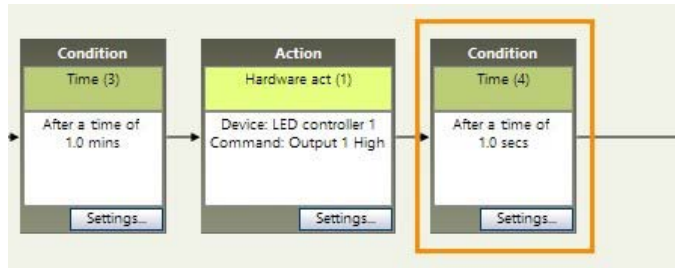 Condition
Time (3)
After a time of
1.0 mins
Settings...
Action
Hardware act (1)
Device: LED controller 1
Command: Output 1 High
Settings...
Condition
Time (4)
After a time of
1.0 secs
Settings...